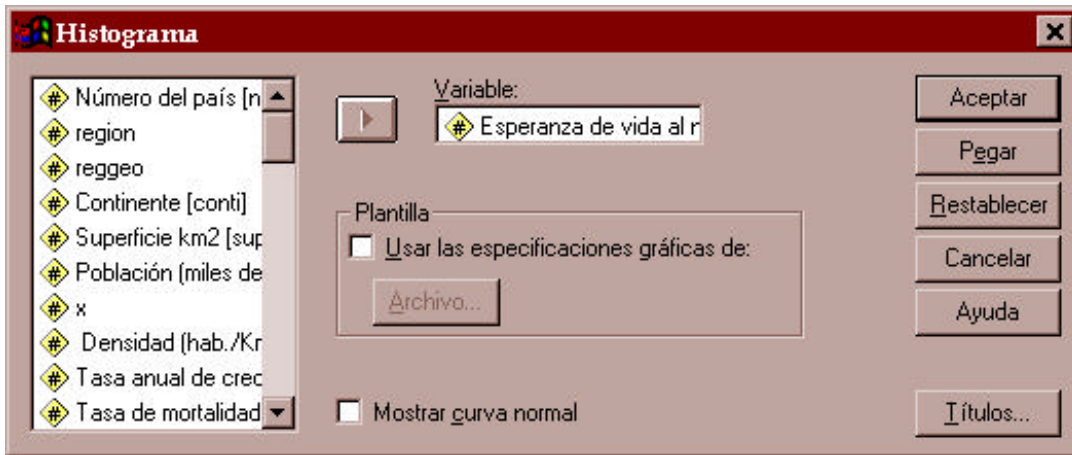 Histograma
Número del país [n
region
reggeo
Continente [conti]
Superficie km2 [sup
Población (miles de
x
Densidad (hab./Kr
Tasa anual de crec
Tasa de mortalidad
Variable:
Esperanza de vida al r
Plantilla
Usar las especificaciones gráficas de:
Archivo...
Mostrar curva normal
Aceptar
Pegar
Restablecer
Cancelar
Ayuda
Títulos...